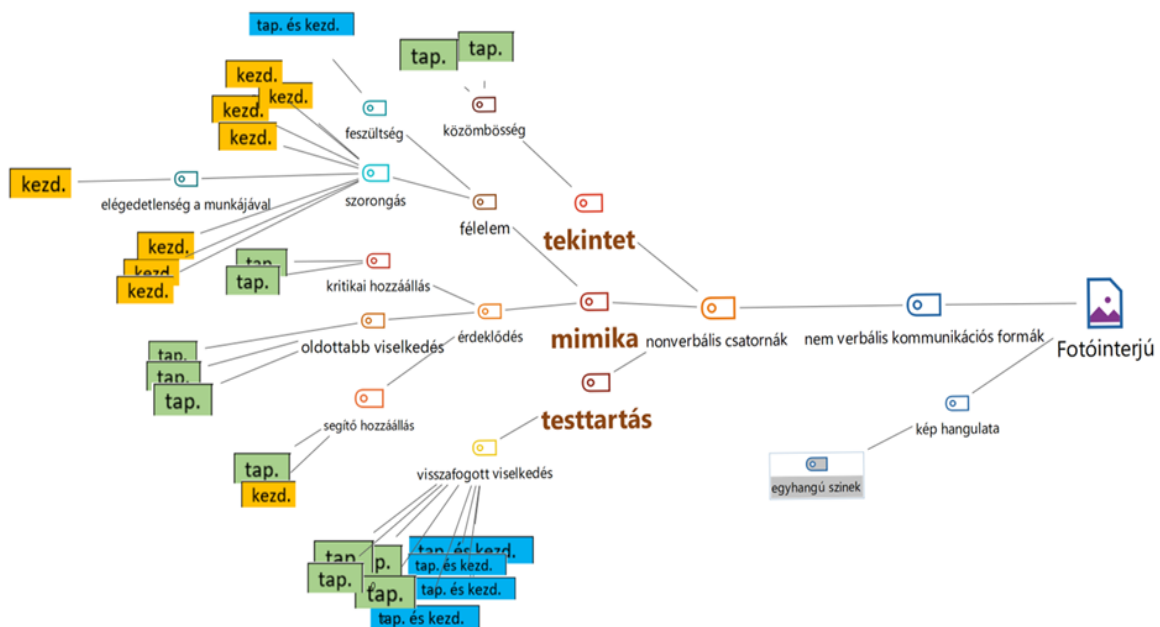 tap. és kezd.
tap.
tap.
kezd.
kezd.
kezd.
kezd.
feszültség
közömbösség
kezd.
elégedetlenség a munkájával
szorongás
félelem
tekintet
kezd.
kezd.
kezd.
tap.
tap.
kritikai hozzáállás
mimika
nonverbális csatornák
nem verbális kommunikációs formák
Fotóinterjú
oldottabb viselkedés
érdeklődés
tap.
tap.
tap.
testtartás
segítő hozzáállás
kép hangulata
tap.
kezd.
visszafogott viselkedés
egyhangú szinek
tap.
p.
tap.
tap.
tap. és kezd.
tap. és kezd.
tap. és kezd.
tap. és kezd.